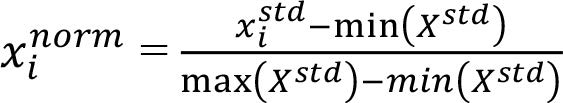 x_i^{norm} = \frac{x_i^{std} - \min(X^{std})}{\max(X^{std}) - min(X^{std})}